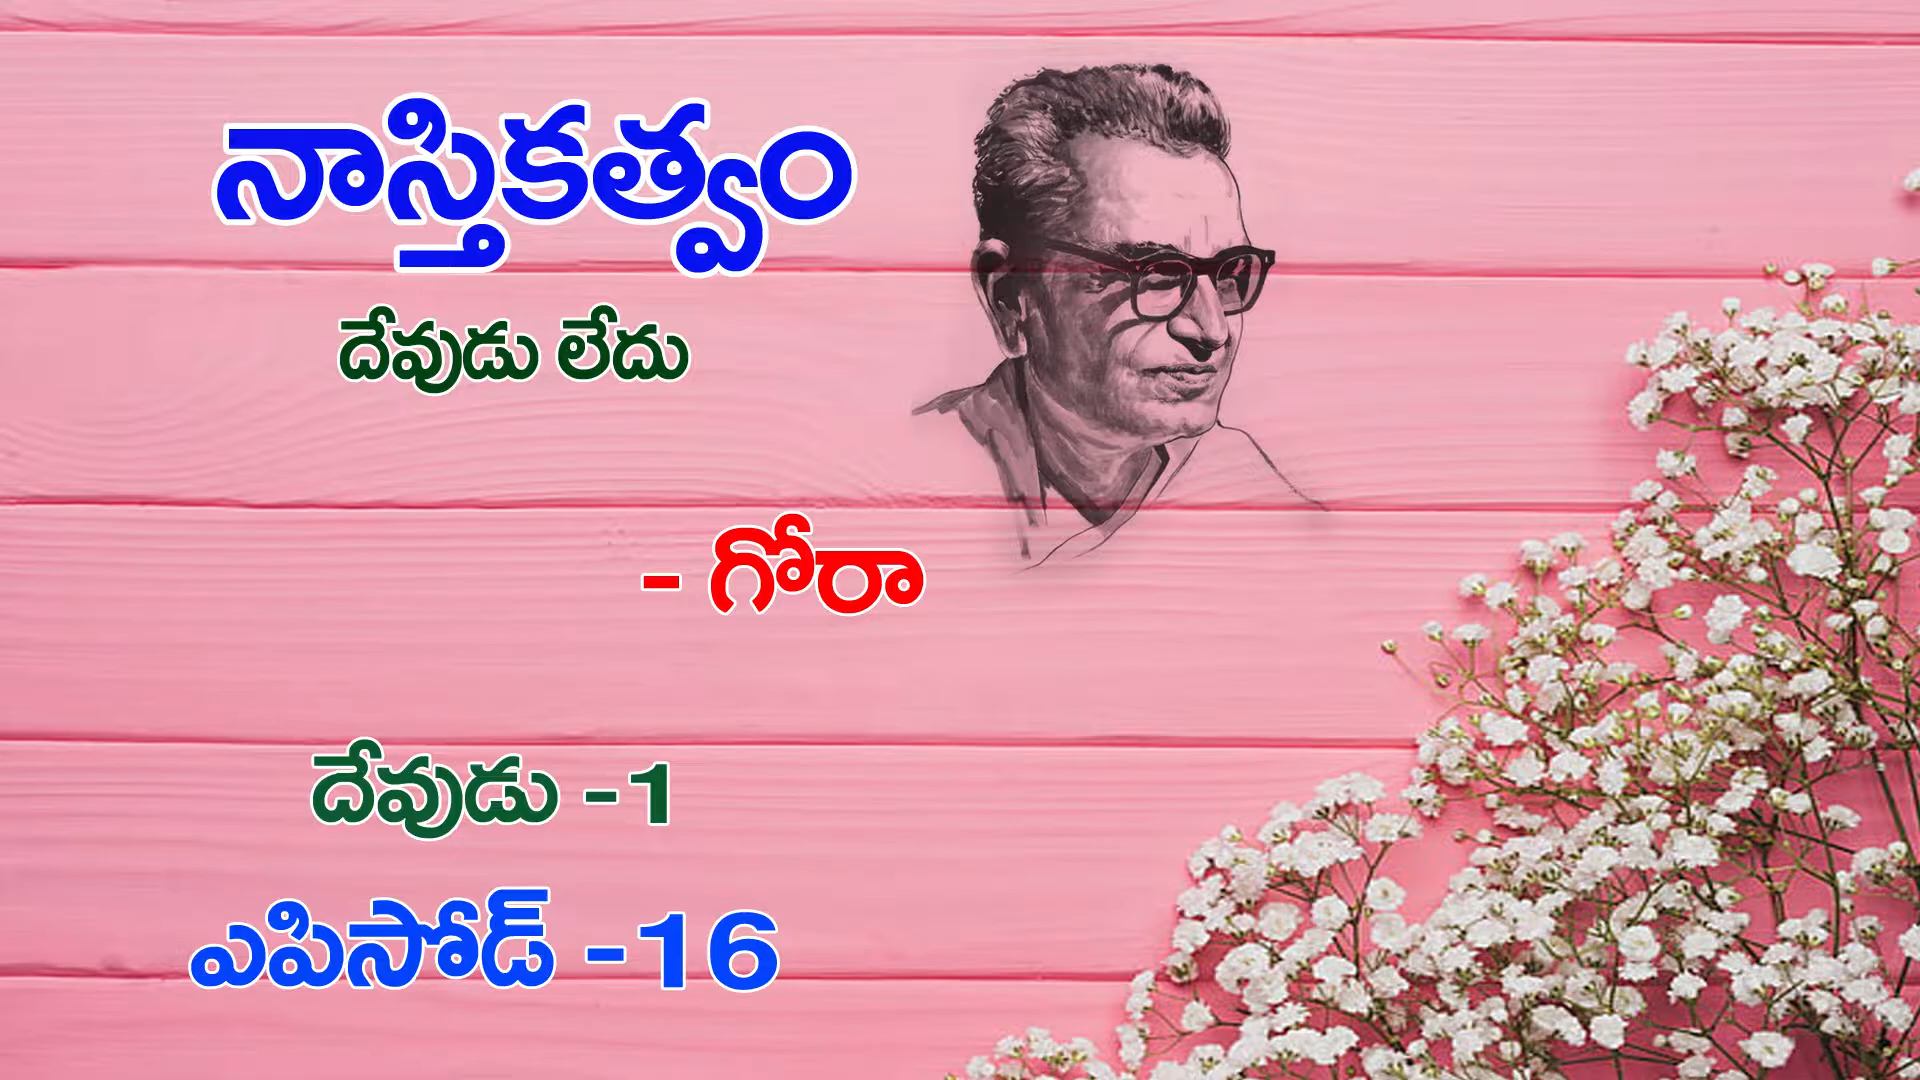 నాస్తికత్వం
దేవుడు లేదు
- గోరా
దేవుడు -1
ఎపిసోడ్ -16